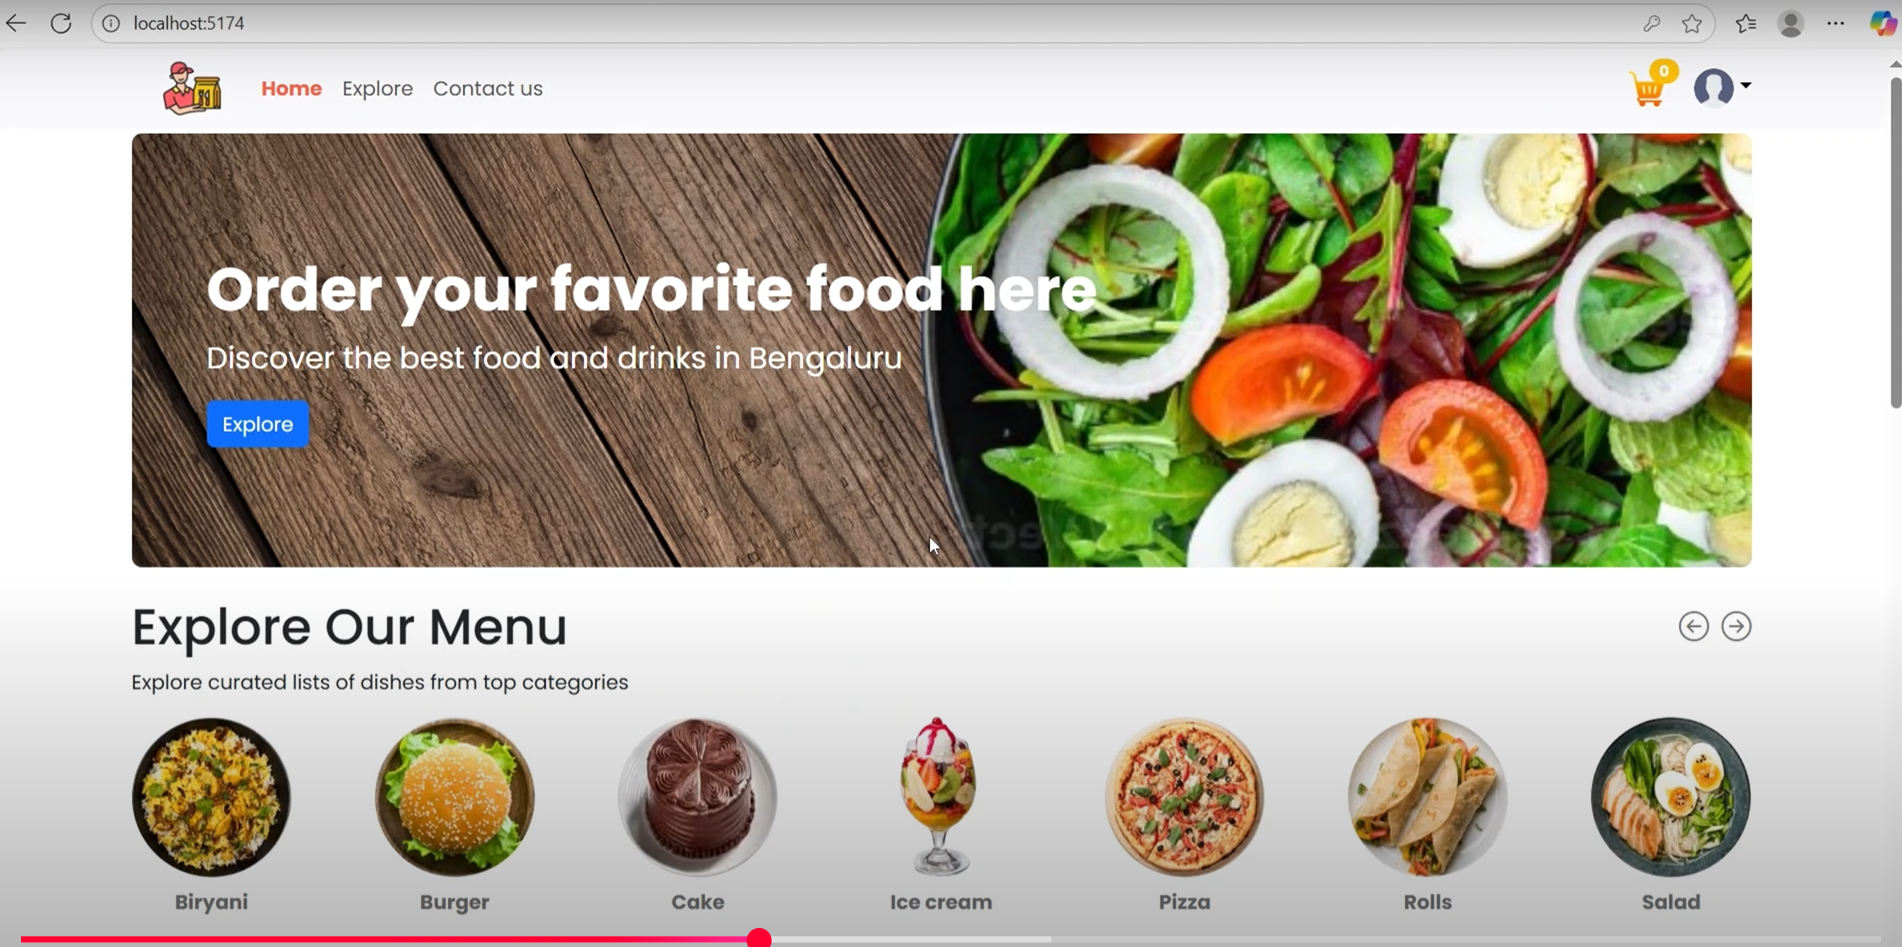 localhost:5174
Home Explore Contact us
0
Order your favorite food here
Discover the best food and drinks in Bengaluru
Explore
Explore Our Menu
Explore curated lists of dishes from top categories
Biryani Burger Cake Ice cream Pizza Rolls Salad